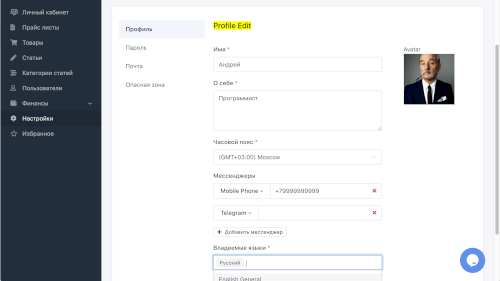 Личный кабинет
Прайс листы
Товары
Статьи
Категории статей
Пользователи
Финансы
Настройки
Избранное
Профиль
Пароль
Почта
Опасная зона
Profile Edit
Имя *
Андрей
О себе *
Программист
Часовой пояс *
(GMT+03:00) Moscow
Мессенджеры
Mobile Phone
+79999999999
Telegram
+ Добавить мессенджер
Владеемые языки *
Русский
English General
Avatar